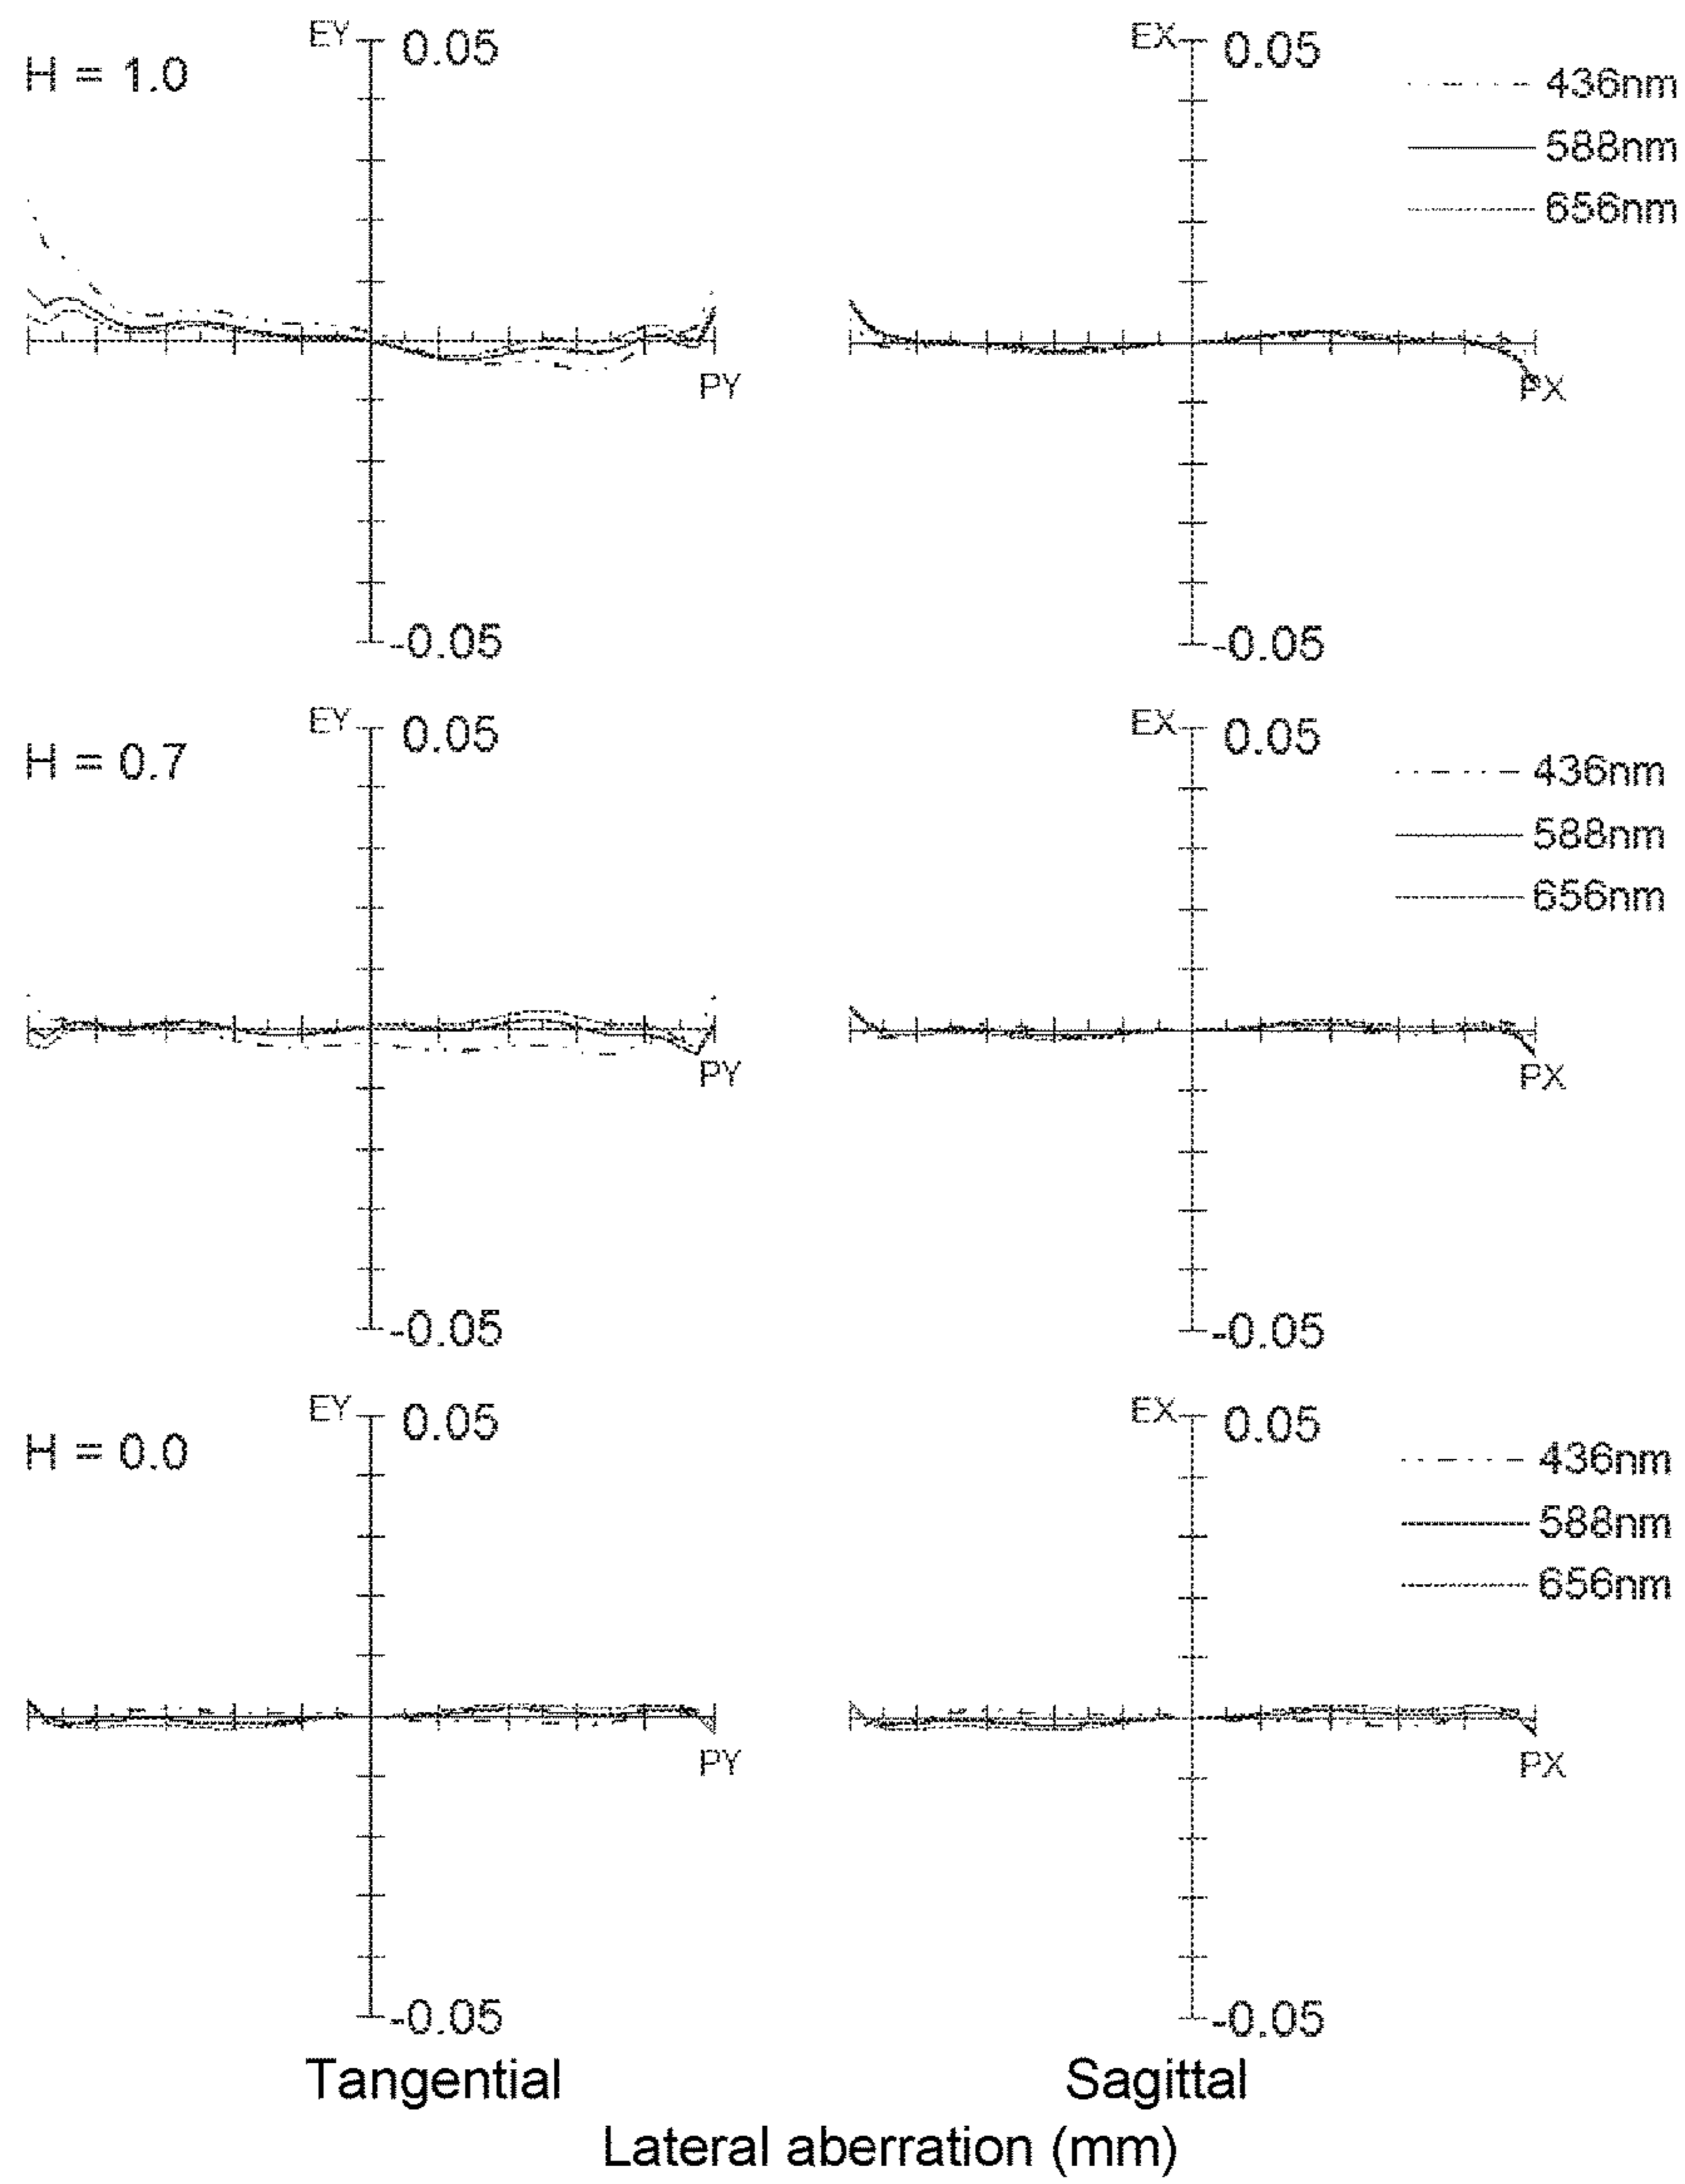 EY 0.05 EX 0.05
H = 1.0
436nm
588nm
656nm
PY PX
-0.05 -0.05
EY 0.05 EX 0.05
H = 0.7
436nm
588nm
656nm
PY PX
-0.05 -0.05
EY 0.05 EX 0.05
H = 0.0
436nm
588nm
656nm
PY PX
-0.05 -0.05
Tangential Sagittal
Lateral aberration (mm)